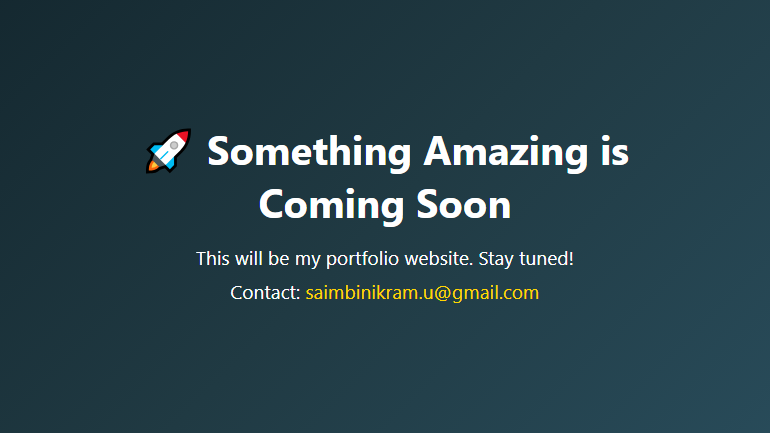 🚀 Something Amazing is
Coming Soon
This will be my portfolio website. Stay tuned!
Contact: saimbinikram.u@gmail.com